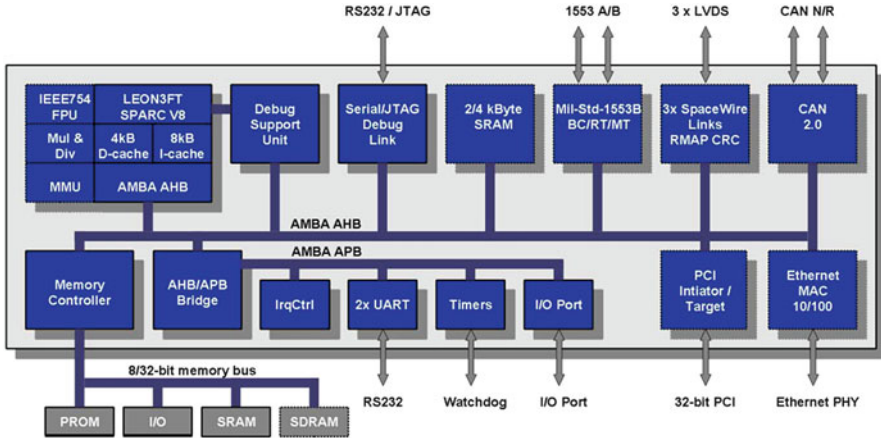 RS232 / JTAG
1553 A/B
3 x LVDS
CAN N/R
IEEE754
FPU
LEON3FT
SPARC V8
Mul &
Div
4kB
D-cache
8kB
I-cache
MMU
AMBA AHB
Debug
Support
Unit
Serial/JTAG
Debug
Link
2/4 kByte
SRAM
Mil-Std-1553B
BC/RT/MT
3x SpaceWire
Links
RMAP CRC
CAN
2.0
AMBA AHB
AMBA APB
Memory
Controller
AHB/APB
Bridge
IrqCtrl
2x UART
Timers
I/O Port
PCI
Intiator /
Target
Ethernet
MAC
10/100
8/32-bit memory bus
RS232
Watchdog
I/O Port
32-bit PCI
Ethernet PHY
PROM
I/O
SRAM
SDRAM